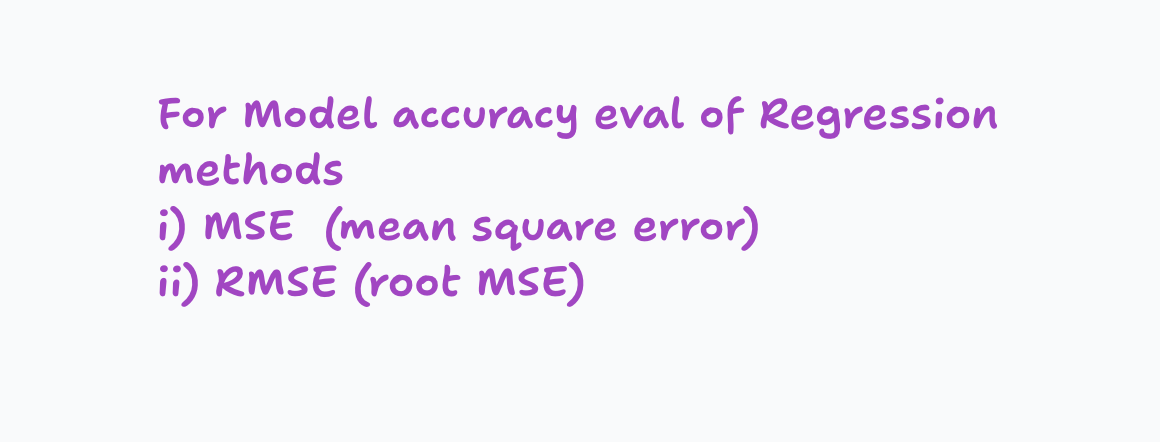 For Model accuracy eval of Regression
methods
i) MSE (mean square error)
ii) RMSE (root MSE)